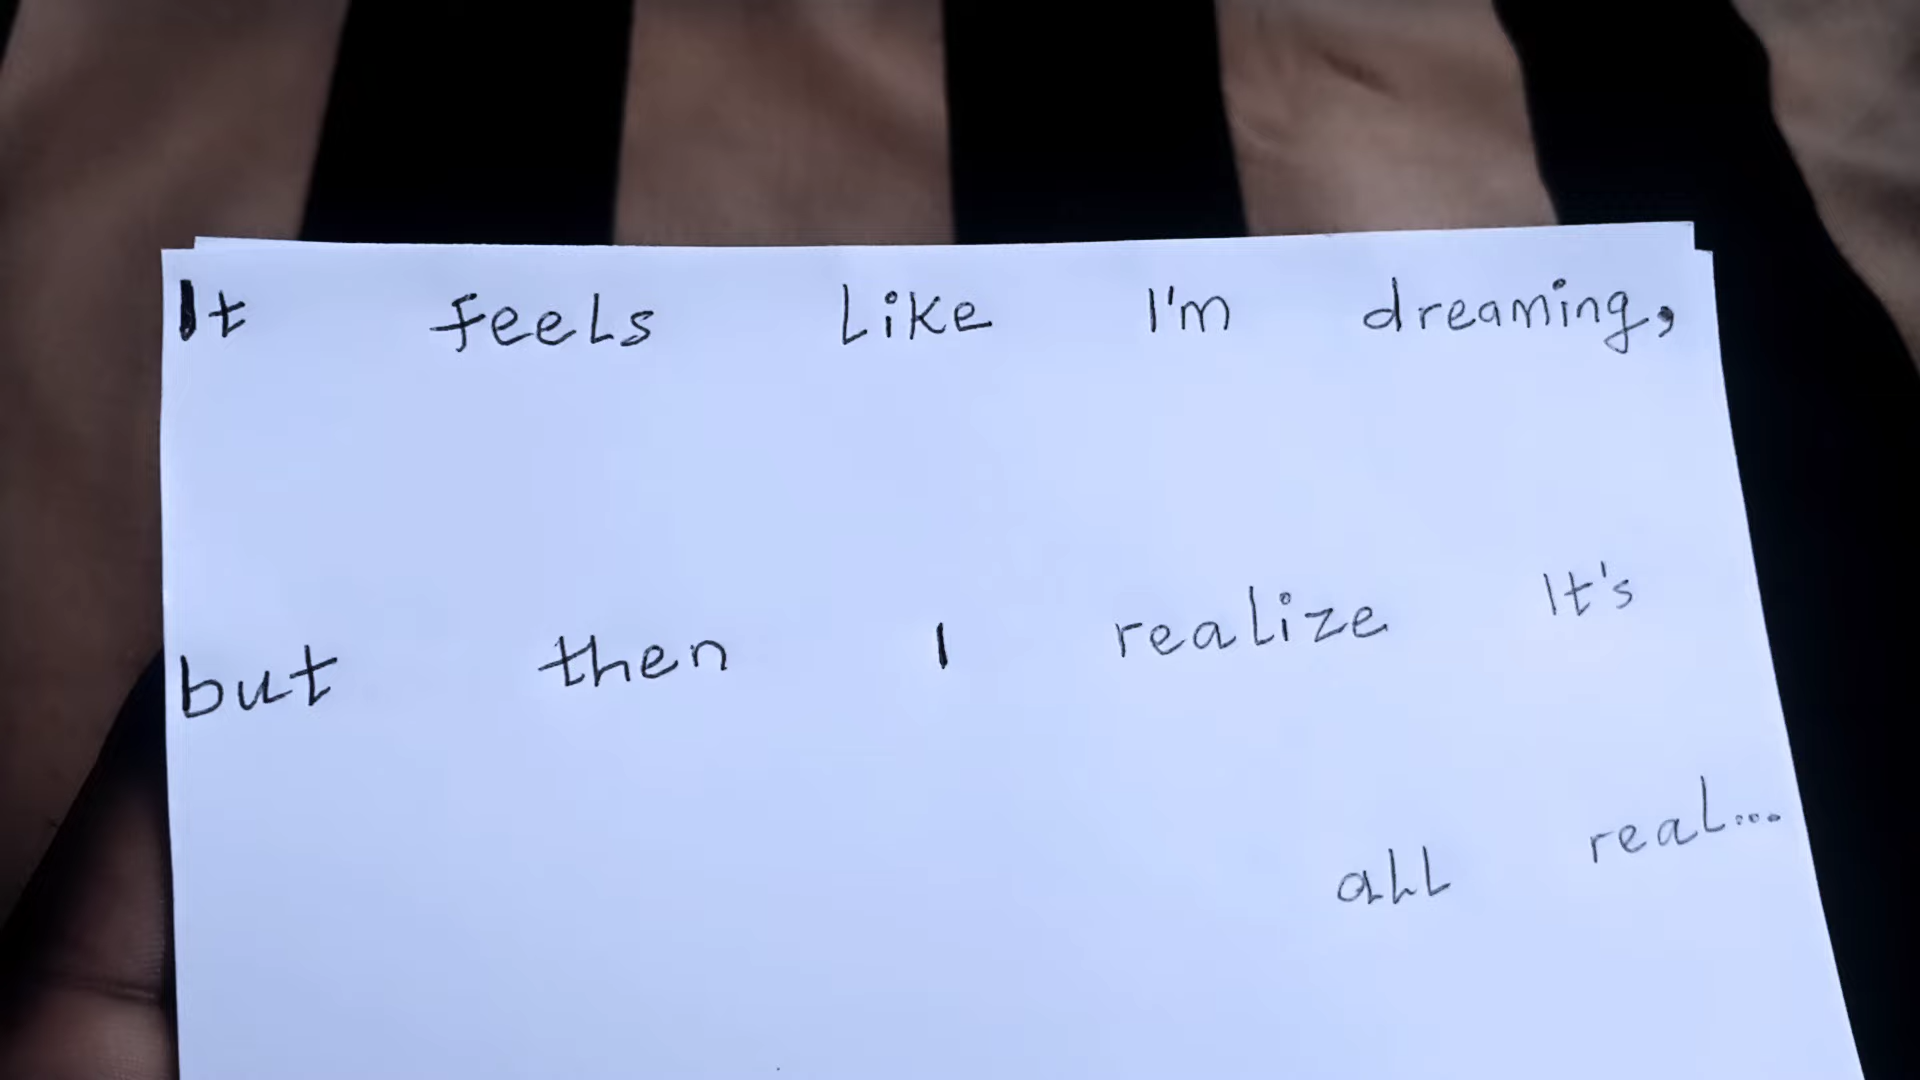 It feels like I'm dreaming,
but then I realize It's
all real...